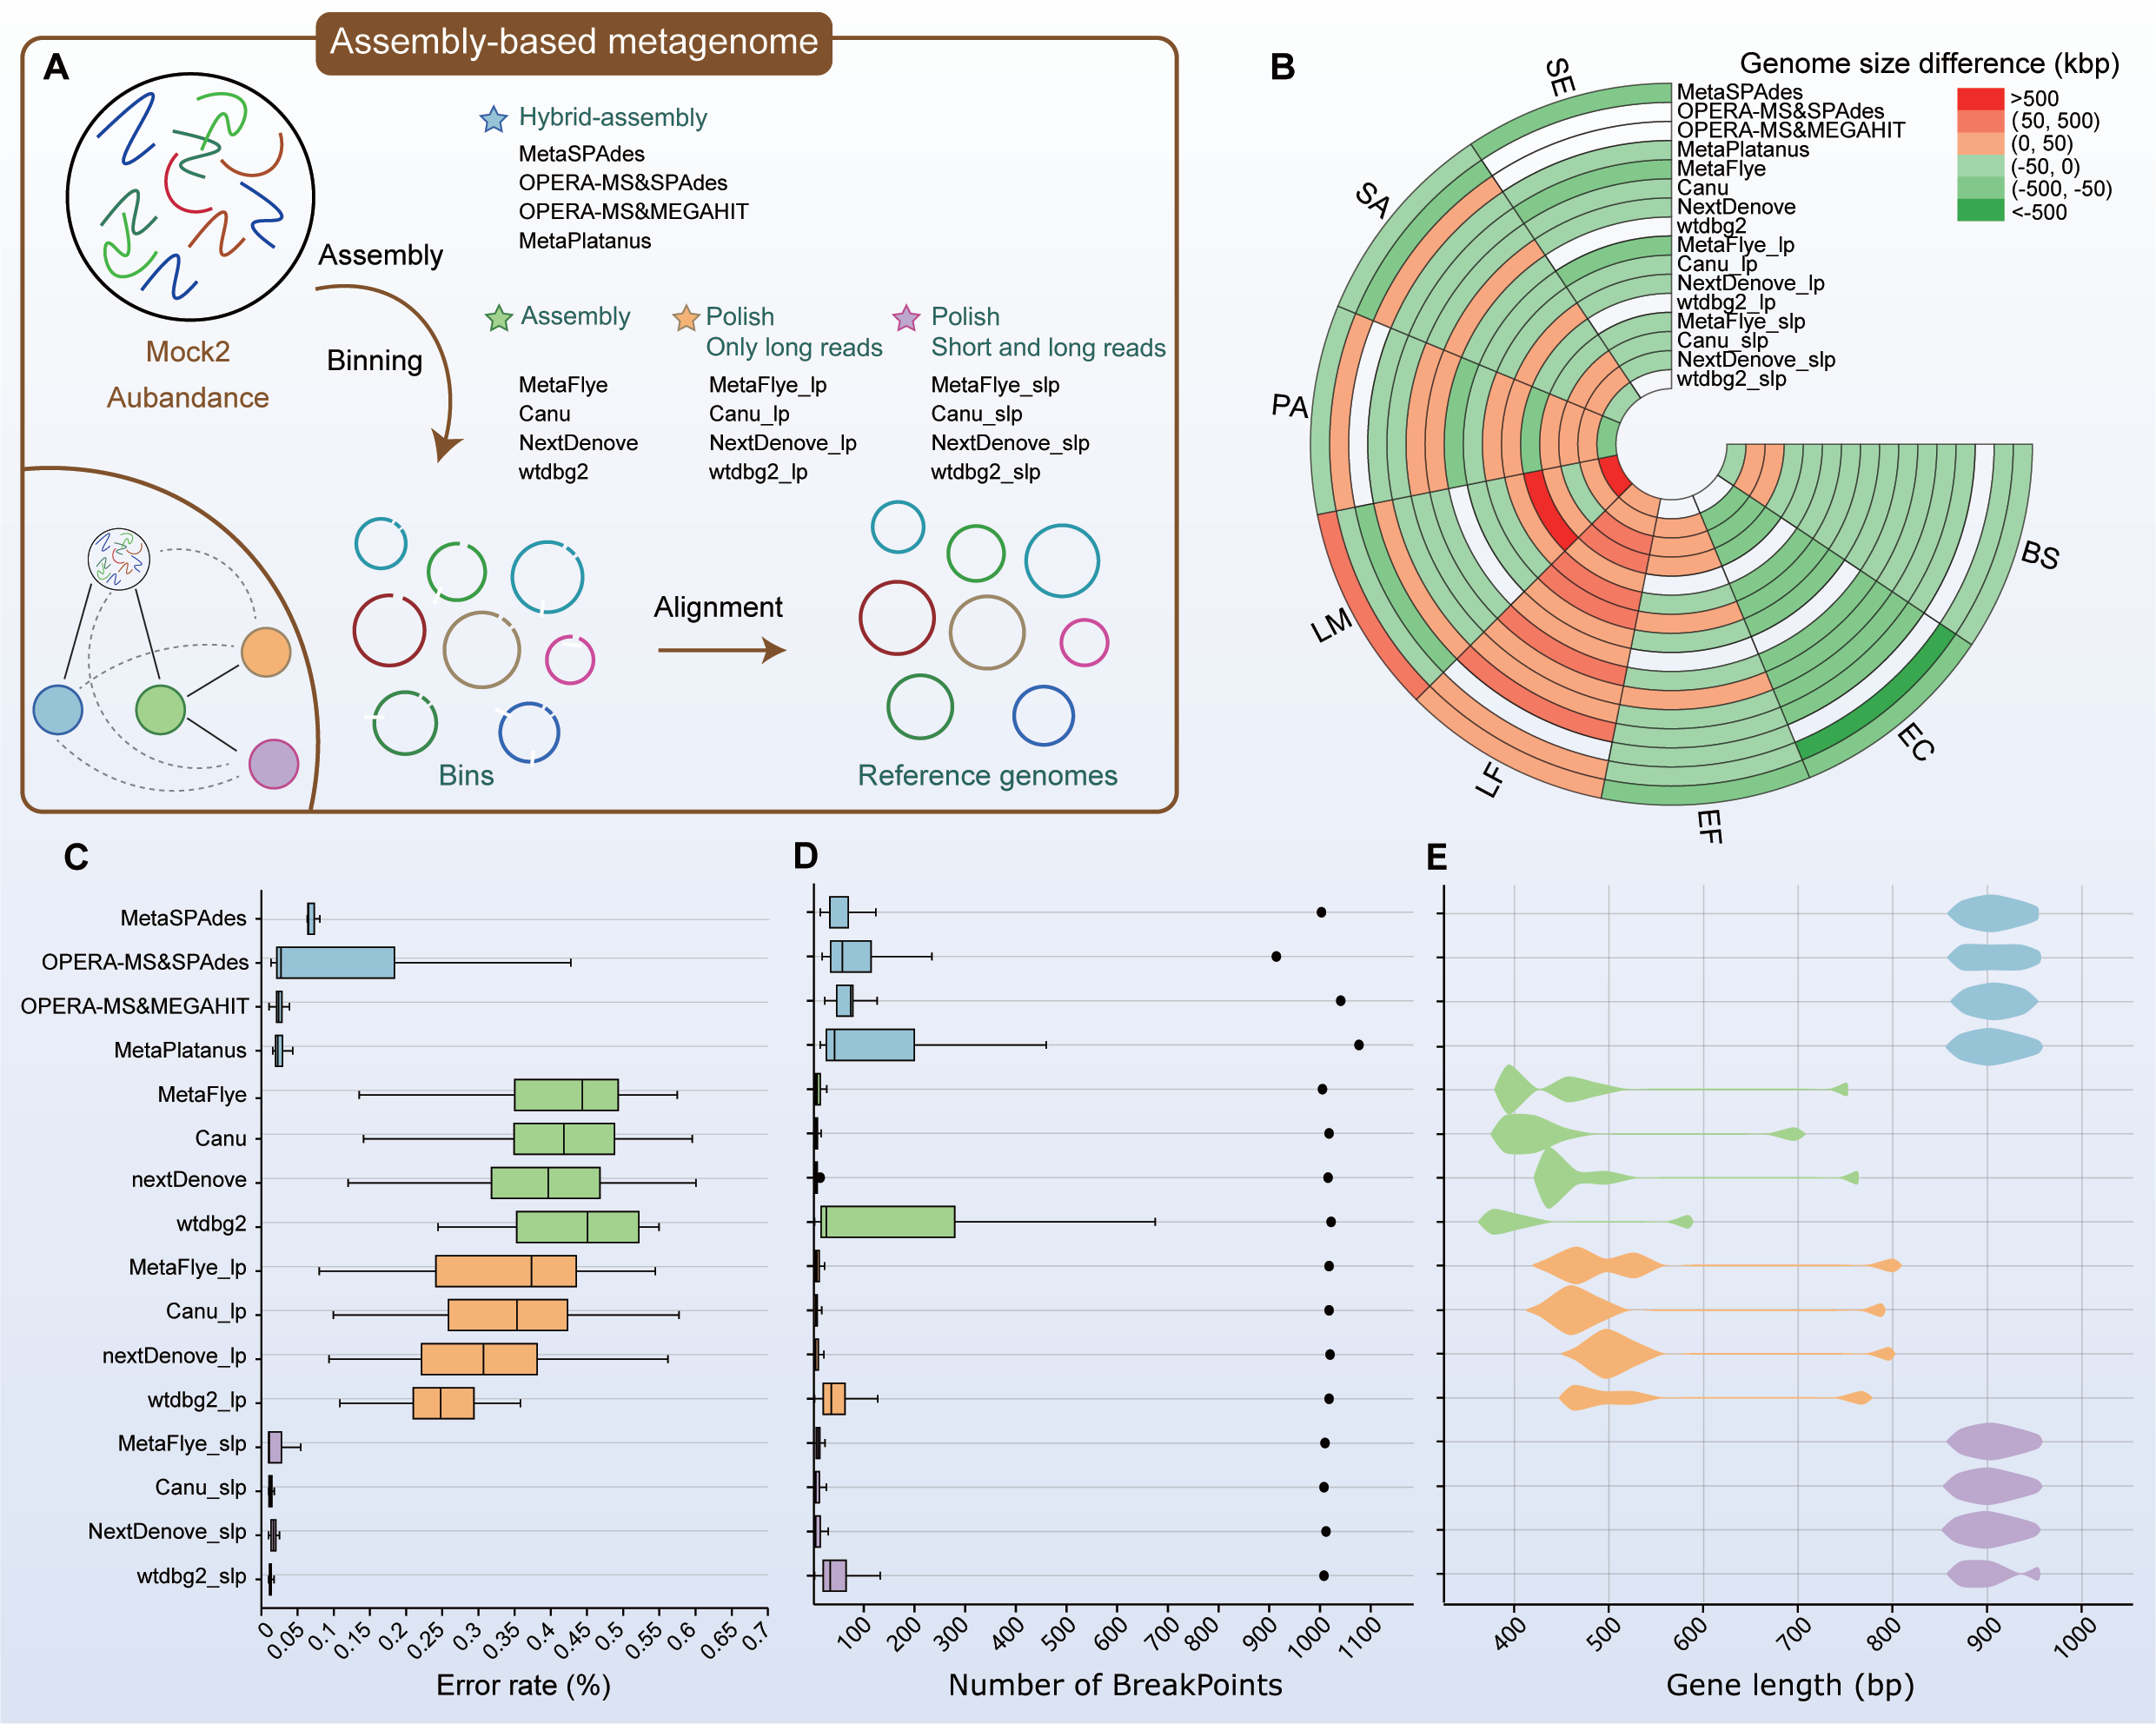 Assembly-based metagenome
A
Hybrid-assembly
MetaSPAdes
OPERA-MS&SPAdes
OPERA-MS&MEGAHIT
MetaPlatanus
Assembly
Binning
Mock2
Aubandance
Assembly
MetaFlye
Canu
NextDenove
wtdbg2
Polish
Only long reads
MetaFlye_lp
Canu_lp
NextDenove_lp
wtdbg2_lp
Polish
Short and long reads
MetaFlye_slp
Canu_slp
NextDenove_slp
wtdbg2_slp
Alignment
Bins
Reference genomes
B
Genome size difference (kbp)
>500
(50, 500)
(0, 50)
(-50, 0)
(-500, -50)
<-500
MetaSPAdes
OPERA-MS&SPAdes
OPERA-MS&MEGAHIT
MetaPlatanus
MetaFlye
Canu
NextDenove
wtdbg2
MetaFlye_lp
Canu_lp
NextDenove_lp
wtdbg2_lp
MetaFlye_slp
Canu_slp
NextDenove_slp
wtdbg2_slp
SE
SA
PA
LM
LF
EF
EC
BS
C
MetaSPAdes
OPERA-MS&SPAdes
OPERA-MS&MEGAHIT
MetaPlatanus
MetaFlye
Canu
nextDenove
wtdbg2
MetaFlye_lp
Canu_lp
nextDenove_lp
wtdbg2_lp
MetaFlye_slp
Canu_slp
NextDenove_slp
wtdbg2_slp
0 0.05 0.1 0.15 0.2 0.25 0.3 0.35 0.4 0.45 0.5 0.55 0.6 0.65 0.7
Error rate (%)
D
100 200 300 400 500 600 700 800 900 1000 1100
Number of BreakPoints
E
400 500 600 700 800 900 1000
Gene length (bp)